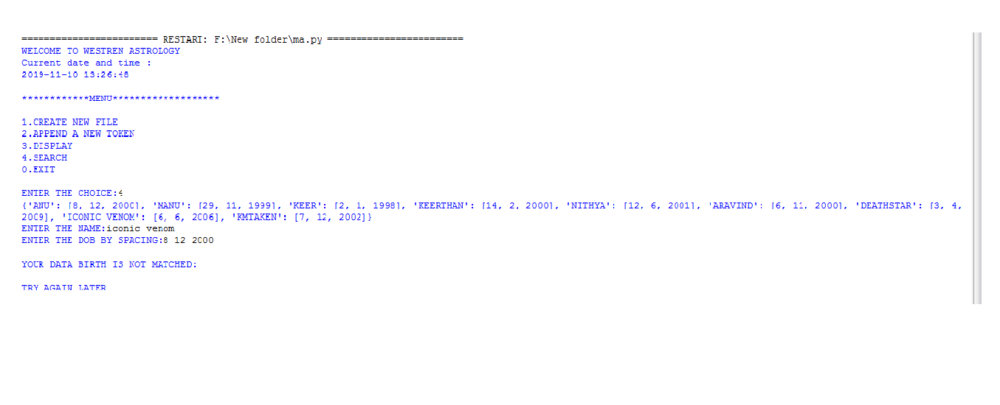 ======================== RESTART: F:\New folder\ma.py ========================
WELCOME TO WESTREN ASTROLOGY
Current date and time :
2019-11-10 13:26:48
************MENU*******************
1.CREATE NEW FILE
2.APPEND A NEW TOKEN
3.DISPLAY
4.SEARCH
0.EXIT
ENTER THE CHOICE:4
{'ANU': [8, 12, 2000], 'MANU': [29, 11, 1999], 'KEER': [2, 1, 1998], 'KEERTHAN': [14, 2, 2000], 'NITHYA': [12, 6, 2001], 'ARAVIND': [6, 11, 2000], 'DEATHSTAR': [3, 4,
2009], 'ICONIC VENOM': [6, 6, 2006], 'KMTAKEN': [7, 12, 2002]}
ENTER THE NAME:iconic venom
ENTER THE DOB BY SPACING:8 12 2000
YOUR DATA BIRTH IS NOT MATCHED:
TRY AGAIN LATER